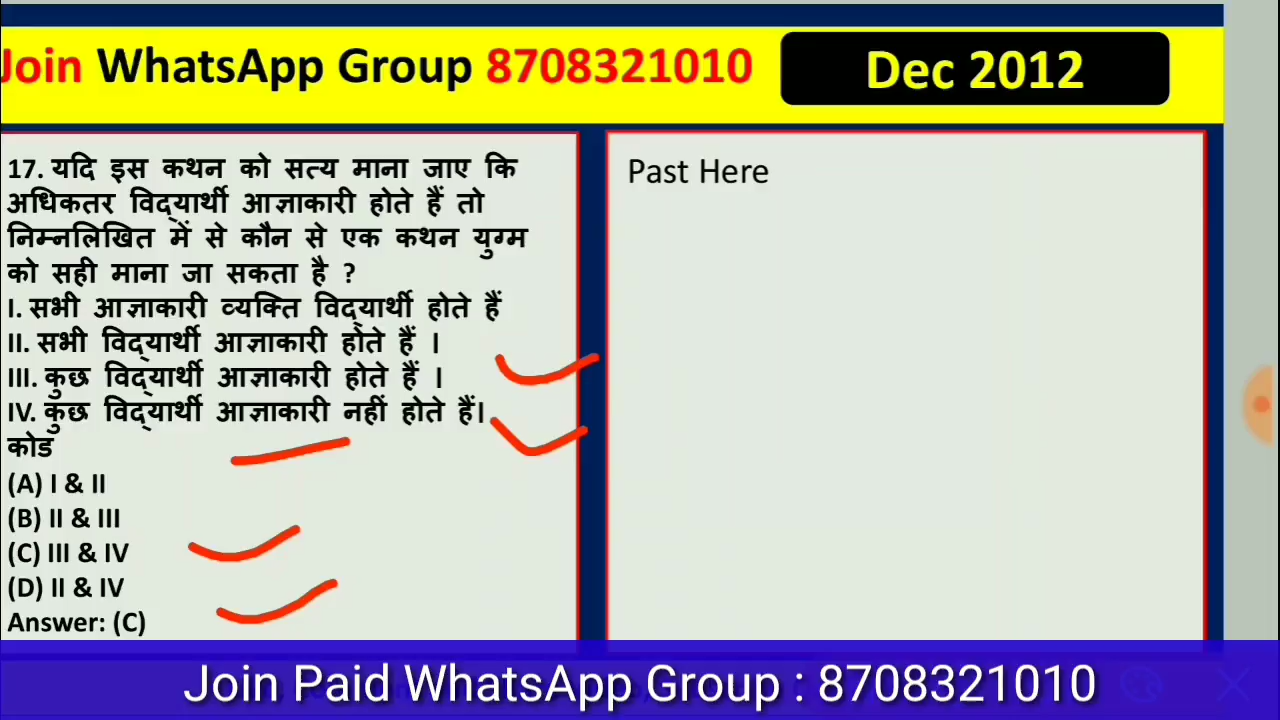 Join WhatsApp Group 8708321010
Dec 2012
17. यदि इस कथन को सत्य माना जाए कि
अधिकतर विद्यार्थी आज्ञाकारी होते हैं तो
निम्नलिखित में से कौन से एक कथन युग्म
को सही माना जा सकता है ?
I. सभी आज्ञाकारी व्यक्ति विद्यार्थी होते हैं
II. सभी विद्यार्थी आज्ञाकारी होते हैं ।
III. कुछ विद्यार्थी आज्ञाकारी होते हैं ।
IV. कुछ विद्यार्थी आज्ञाकारी नहीं होते हैं।
कोड
(A) I & II
(B) II & III
(C) III & IV
(D) II & IV
Answer: (C)
Past Here
Join Paid WhatsApp Group : 8708321010